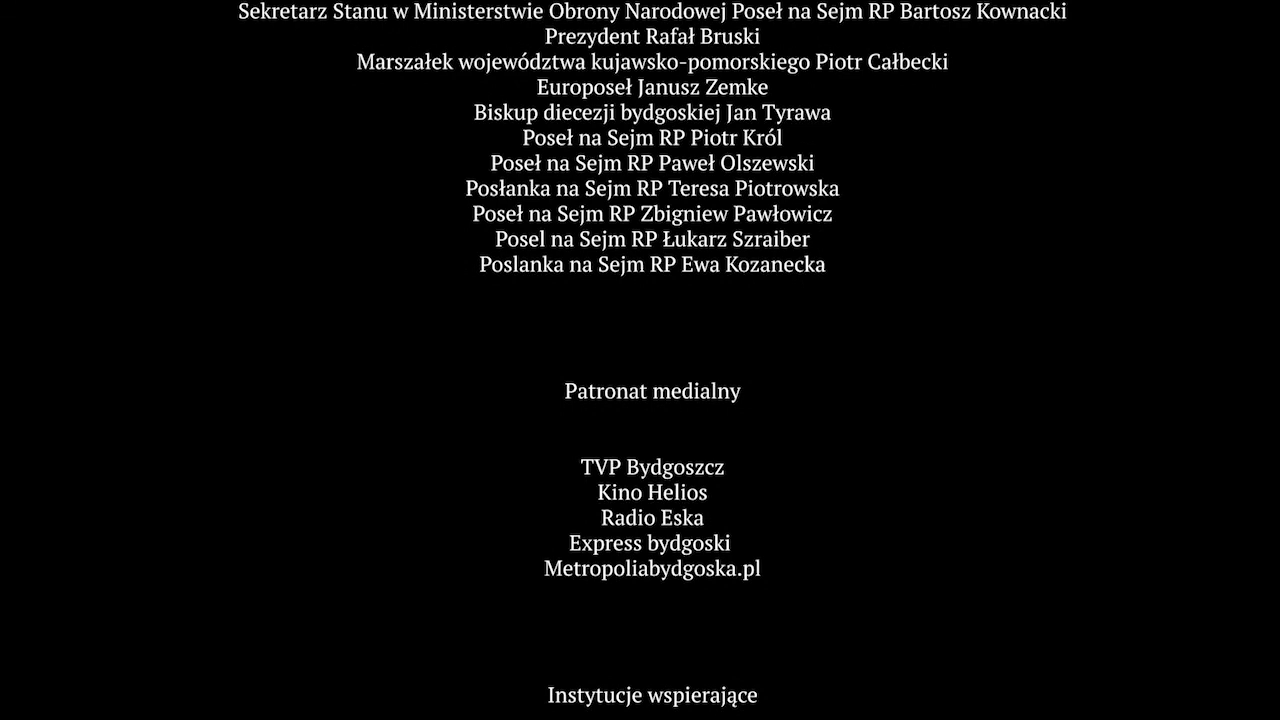 Sekretarz Stanu w Ministerstwie Obrony Narodowej Poseł na Sejm RP Bartosz Kownacki
Prezydent Rafał Bruski
Marszałek województwa kujawsko-pomorskiego Piotr Całbecki
Europoseł Janusz Zemke
Biskup diecezji bydgoskiej Jan Tyrawa
Poseł na Sejm RP Piotr Król
Poseł na Sejm RP Paweł Olszewski
Posłanka na Sejm RP Teresa Piotrowska
Poseł na Sejm RP Zbigniew Pawłowicz
Posel na Sejm RP Łukarz Szraiber
Poslanka na Sejm RP Ewa Kozanecka
Patronat medialny
TVP Bydgoszcz
Kino Helios
Radio Eska
Express bydgoski
Metropoliabydgoska.pl
Instytucje wspierające